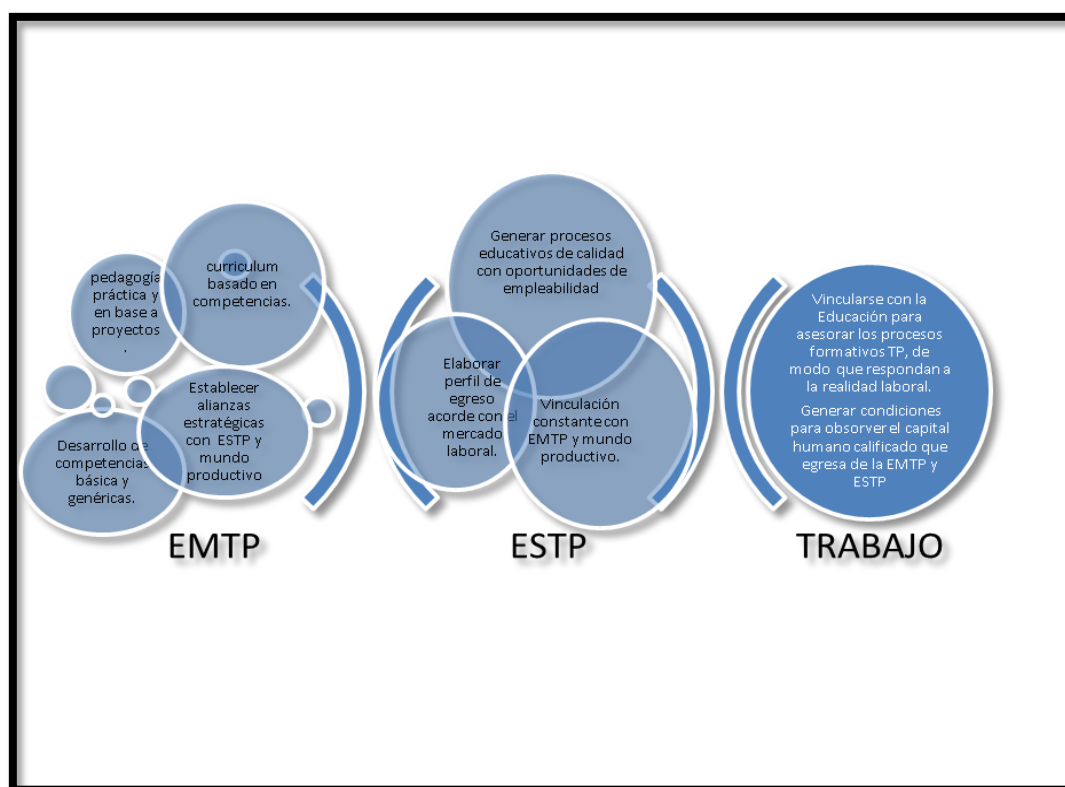 pedagogía
práctica y
en base a
proyectos
.
curriculum
basado en
competencias.
Desarrollo de
competencias
básica y
genéricas.
Establecer
alianzas
estratégicas
con ESTP y
mundo
productivo
EMTP
Generar procesos
educativos de calidad
con oportunidades de
empleabilidad
Elaborar
perfil de
egreso
acorde con el
mercado
laboral.
Vinculación
constante con
EMTP y mundo
productivo.
ESTP
Vincularse con la
Educación para
asesorar los procesos
formativos TP, de
modo que respondan a
la realidad laboral.
Generar condiciones
para observer el capital
humano calificado que
egresa de la EMTP y
ESTP
TRABAJO